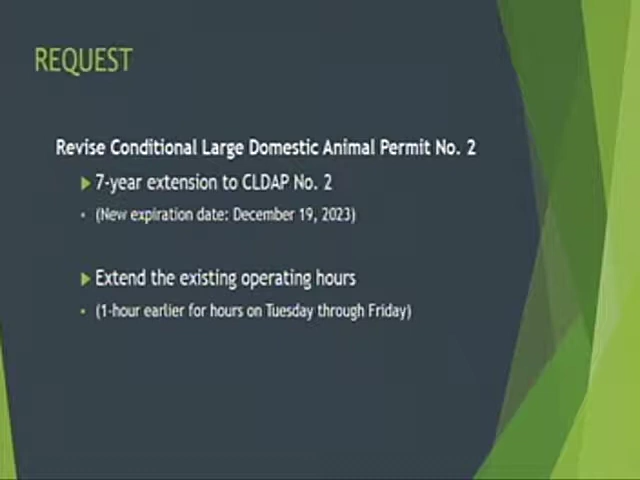 REQUEST
Revise Conditional Large Domestic Animal Permit No. 2
7-year extension to CLDAP No. 2
(New expiration date: December 19, 2023)
Extend the existing operating hours
(1-hour earlier for hours on Tuesday through Friday)